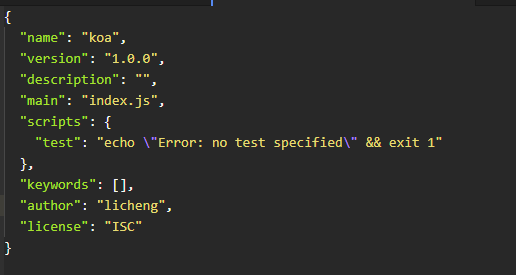 {
  "name": "koa",
  "version": "1.0.0",
  "description": "",
  "main": "index.js",
  "scripts": {
    "test": "echo \"Error: no test specified\" && exit 1"
  },
  "keywords": [],
  "author": "licheng",
  "license": "ISC"
}